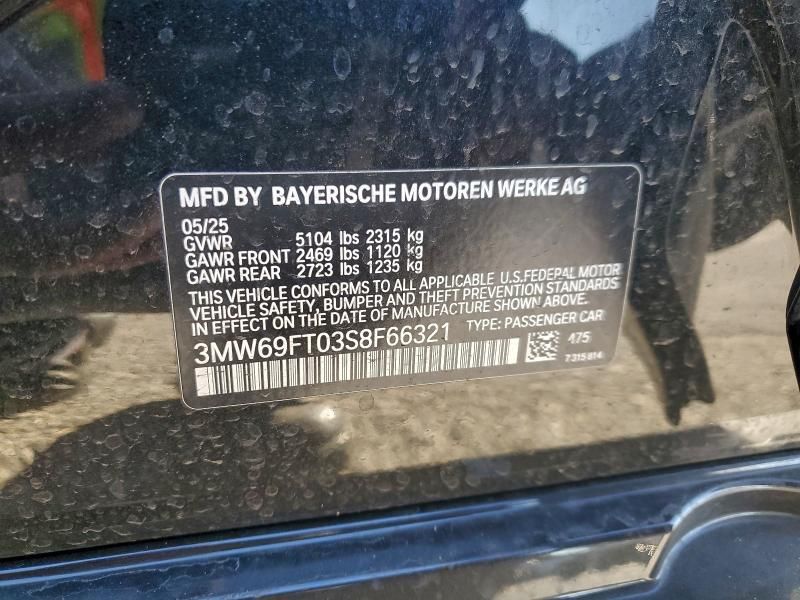 MFD BY BAYERISCHE MOTOREN WERKE AG
05/25
GVWR 5104 lbs 2315 kg
GAWR FRONT 2469 lbs 1120 kg
GAWR REAR 2723 lbs 1235 kg
THIS VEHICLE CONFORMS TO ALL APPLICABLE U.S.FEDERAL MOTOR
VEHICLE SAFETY, BUMPER AND THEFT PREVENTION STANDARDS
IN EFFECT ON THE DATE OF MANUFACTURE SHOWN ABOVE.
3MW69FT03S8F66321 TYPE: PASSENGER CAR
475
7315814